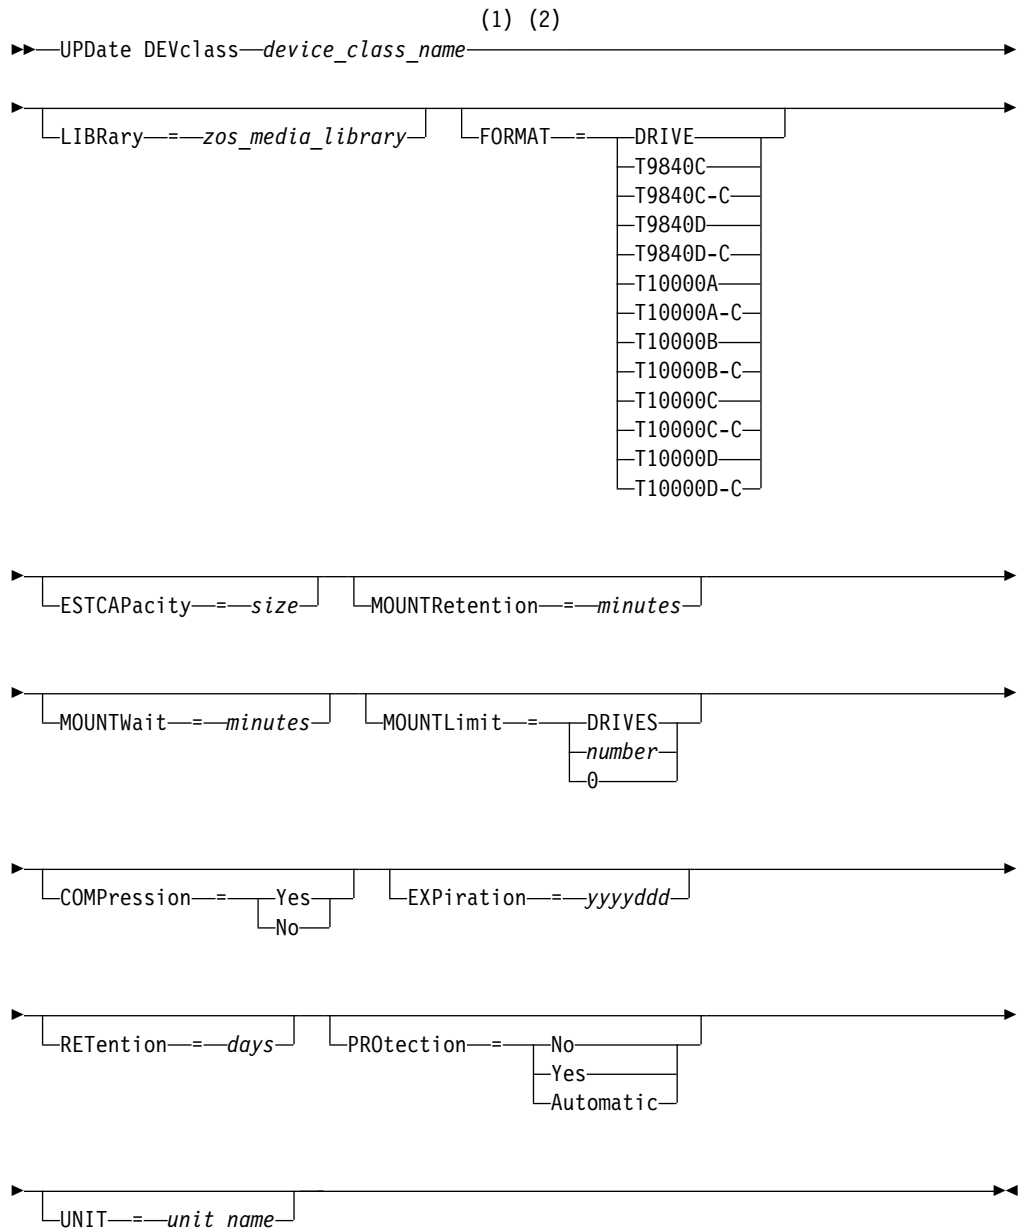 (1) (2)
UPDate DEVclass device_class_name
LIBRary = zos_media_library FORMAT = DRIVE
T9840C
T9840C-C
T9840D
T9840D-C
T10000A
T10000A-C
T10000B
T10000B-C
T10000C
T10000C-C
T10000D
T10000D-C
ESTCAPacity = size MOUNTRetention = minutes
MOUNTWait = minutes MOUNTLimit = DRIVES
number
0
COMPression = Yes EXPiration = yyyyddd
No
RETention = days PROtection = No
Yes
Automatic
UNIT = unit_name